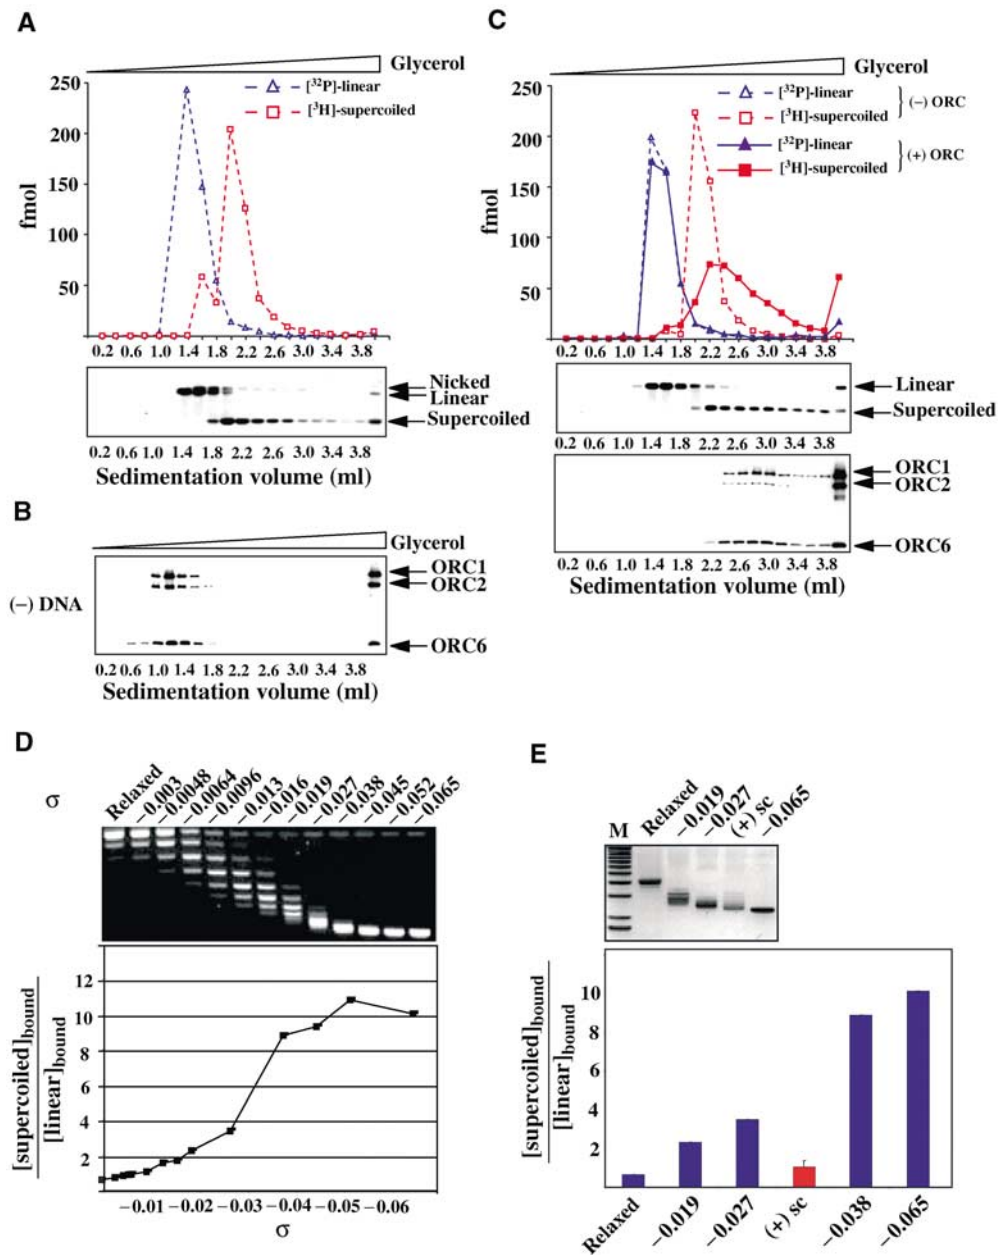 A
Glycerol
250
200
150
100
50
fmol
[32P]-linear
[3H]-supercoiled
0.2 0.6 1.0 1.4 1.8 2.2 2.6 3.0 3.4 3.8
Nicked
Linear
Supercoiled
0.2 0.6 1.0 1.4 1.8 2.2 2.6 3.0 3.4 3.8
Sedimentation volume (ml)
B
Glycerol
(−) DNA
ORC1
ORC2
ORC6
0.2 0.6 1.0 1.4 1.8 2.2 2.6 3.0 3.4 3.8
Sedimentation volume (ml)
C
Glycerol
250
200
150
100
50
fmol
[32P]-linear
[3H]-supercoiled
(−) ORC
[32P]-linear
[3H]-supercoiled
(+) ORC
0.2 0.6 1.0 1.4 1.8 2.2 2.6 3.0 3.4 3.8
Linear
Supercoiled
0.2 0.6 1.0 1.4 1.8 2.2 2.6 3.0 3.4 3.8
ORC1
ORC2
ORC6
0.2 0.6 1.0 1.4 1.8 2.2 2.6 3.0 3.4 3.8
Sedimentation volume (ml)
D
σ
Relaxed −0.003 −0.0048 −0.0064 −0.0096 −0.013 −0.016 −0.019 −0.027 −0.038 −0.045 −0.052 −0.065
12
10
8
6
4
2
[supercoiled]bound
[linear]bound
−0.01 −0.02 −0.03 −0.04 −0.05 −0.06
σ
E
M Relaxed −0.019 −0.027 (+) sc −0.065
10
8
6
4
2
[supercoiled]bound
[linear]bound
Relaxed −0.019 −0.027 (+) sc −0.038 −0.065